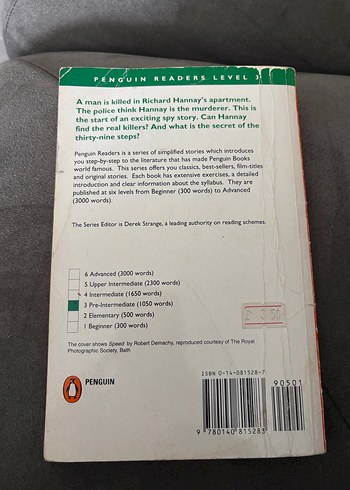 PENGUIN READERS LEVEL 3
A man is killed in Richard Hannay's apartment.
The police think Hannay is the murderer. This is
the start of an exciting spy story. Can Hannay
find the real killers? And what is the secret of the
thirty-nine steps?
Penguin Readers is a series of simplified stories which introduces
you step-by-step to the literature that has made Penguin Books
world famous. This series offers you classics, best-sellers, film-titles
and original stories. Each book has extensive exercises, a detailed
introduction and clear information about the syllabus. They are
published at six levels from Beginner (300 words) to Advanced
(3000 words).
The Series Editor is Derek Strange, a leading authority on reading schemes.
6 Advanced (3000 words)
5 Upper Intermediate (2300 words)
4 Intermediate (1650 words)
3 Pre-Intermediate (1050 words)
2 Elementary (500 words)
1 Beginner (300 words)
£ 3.50
The cover shows Speed by Robert Demachy, reproduced courtesy of The Royal
Photographic Society, Bath
PENGUIN
ISBN 0-14-081528-7
90501
9 780140 815283